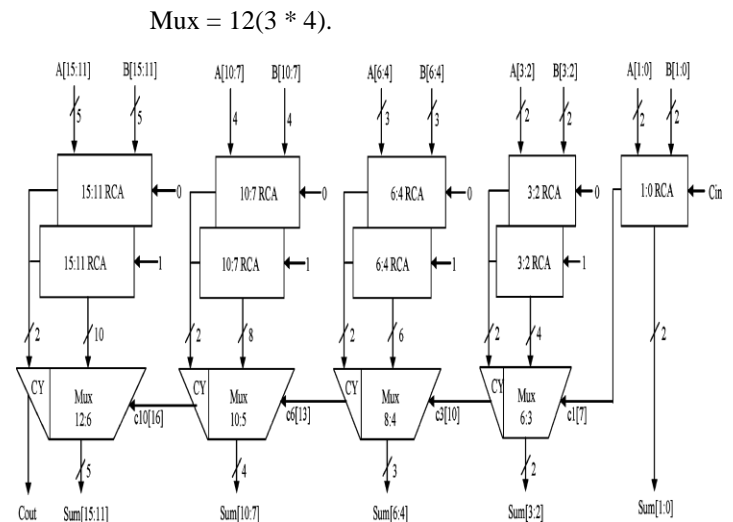 Mux = 12(3 * 4).
A[15:11] B[15:11] A[10:7] B[10:7] A[6:4] B[6:4] A[3:2] B[3:2] A[1:0] B[1:0]
5 5 4 4 3 3 2 2 2 2
15:11 RCA 0 10:7 RCA 0 6:4 RCA 0 3:2 RCA 0 1:0 RCA Cin
15:11 RCA 1 10:7 RCA 1 6:4 RCA 1 3:2 RCA 1
2 10 2 8 2 6 2 4 2
CY Mux 12:6 c10[16] CY Mux 10:5 c6[13] CY Mux 8:4 c3[10] CY Mux 6:3 c1[7]
5 4 3 2
Cout Sum[15:11] Sum[10:7] Sum[6:4] Sum[3:2] Sum[1:0]